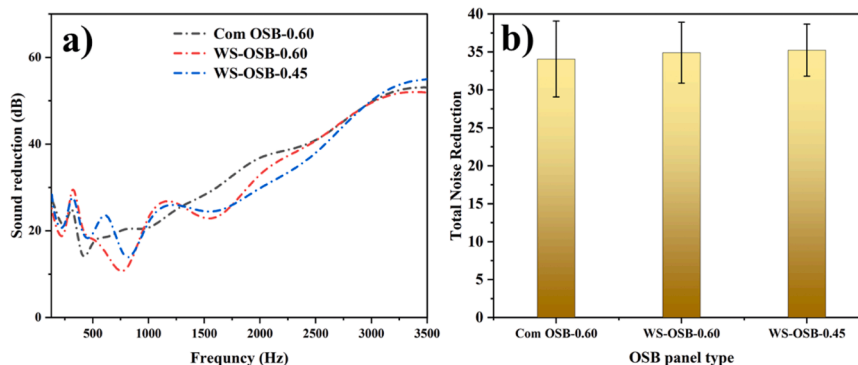 a)
Com OSB-0.60
WS-OSB-0.60
WS-OSB-0.45
Sound reduction (dB)
60
40
20
0
500 1000 1500 2000 2500 3000 3500
Frequncy (Hz)
b)
Total Noise Reduction
40
35
30
25
20
15
10
5
0
Com OSB-0.60 WS-OSB-0.60 WS-OSB-0.45
OSB panel type